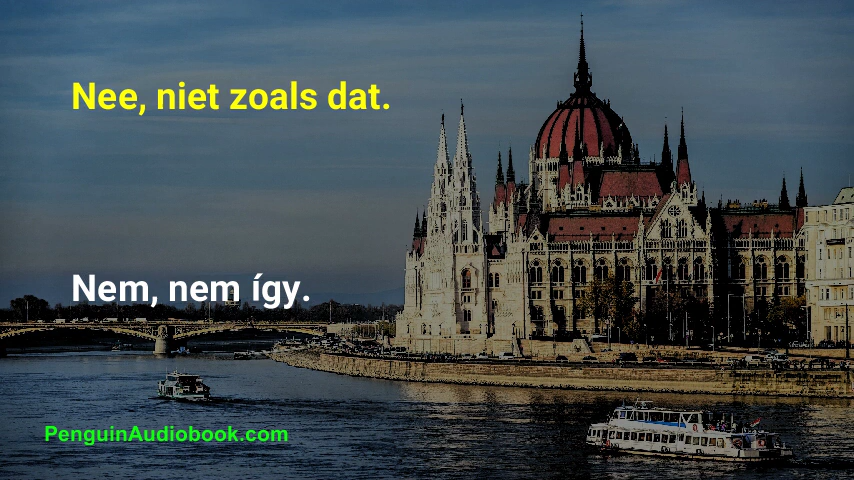 Nee, niet zoals dat.
Nem, nem így.
PenguinAudiobook.com